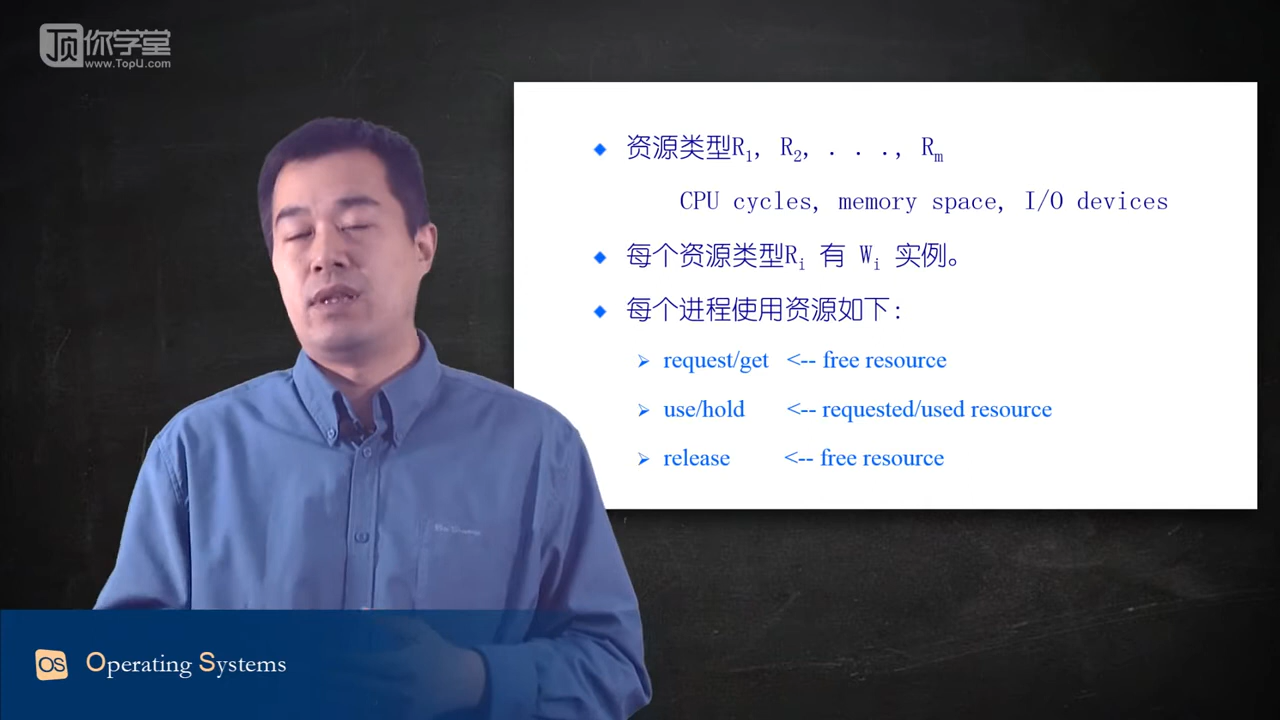 顶你学堂
www.TopU.com
资源类型R1, R2, . . ., Rm
CPU cycles, memory space, I/O devices
每个资源类型Ri 有 Wi 实例。
每个进程使用资源如下:
request/get <-- free resource
use/hold <-- requested/used resource
release <-- free resource
OS Operating Systems